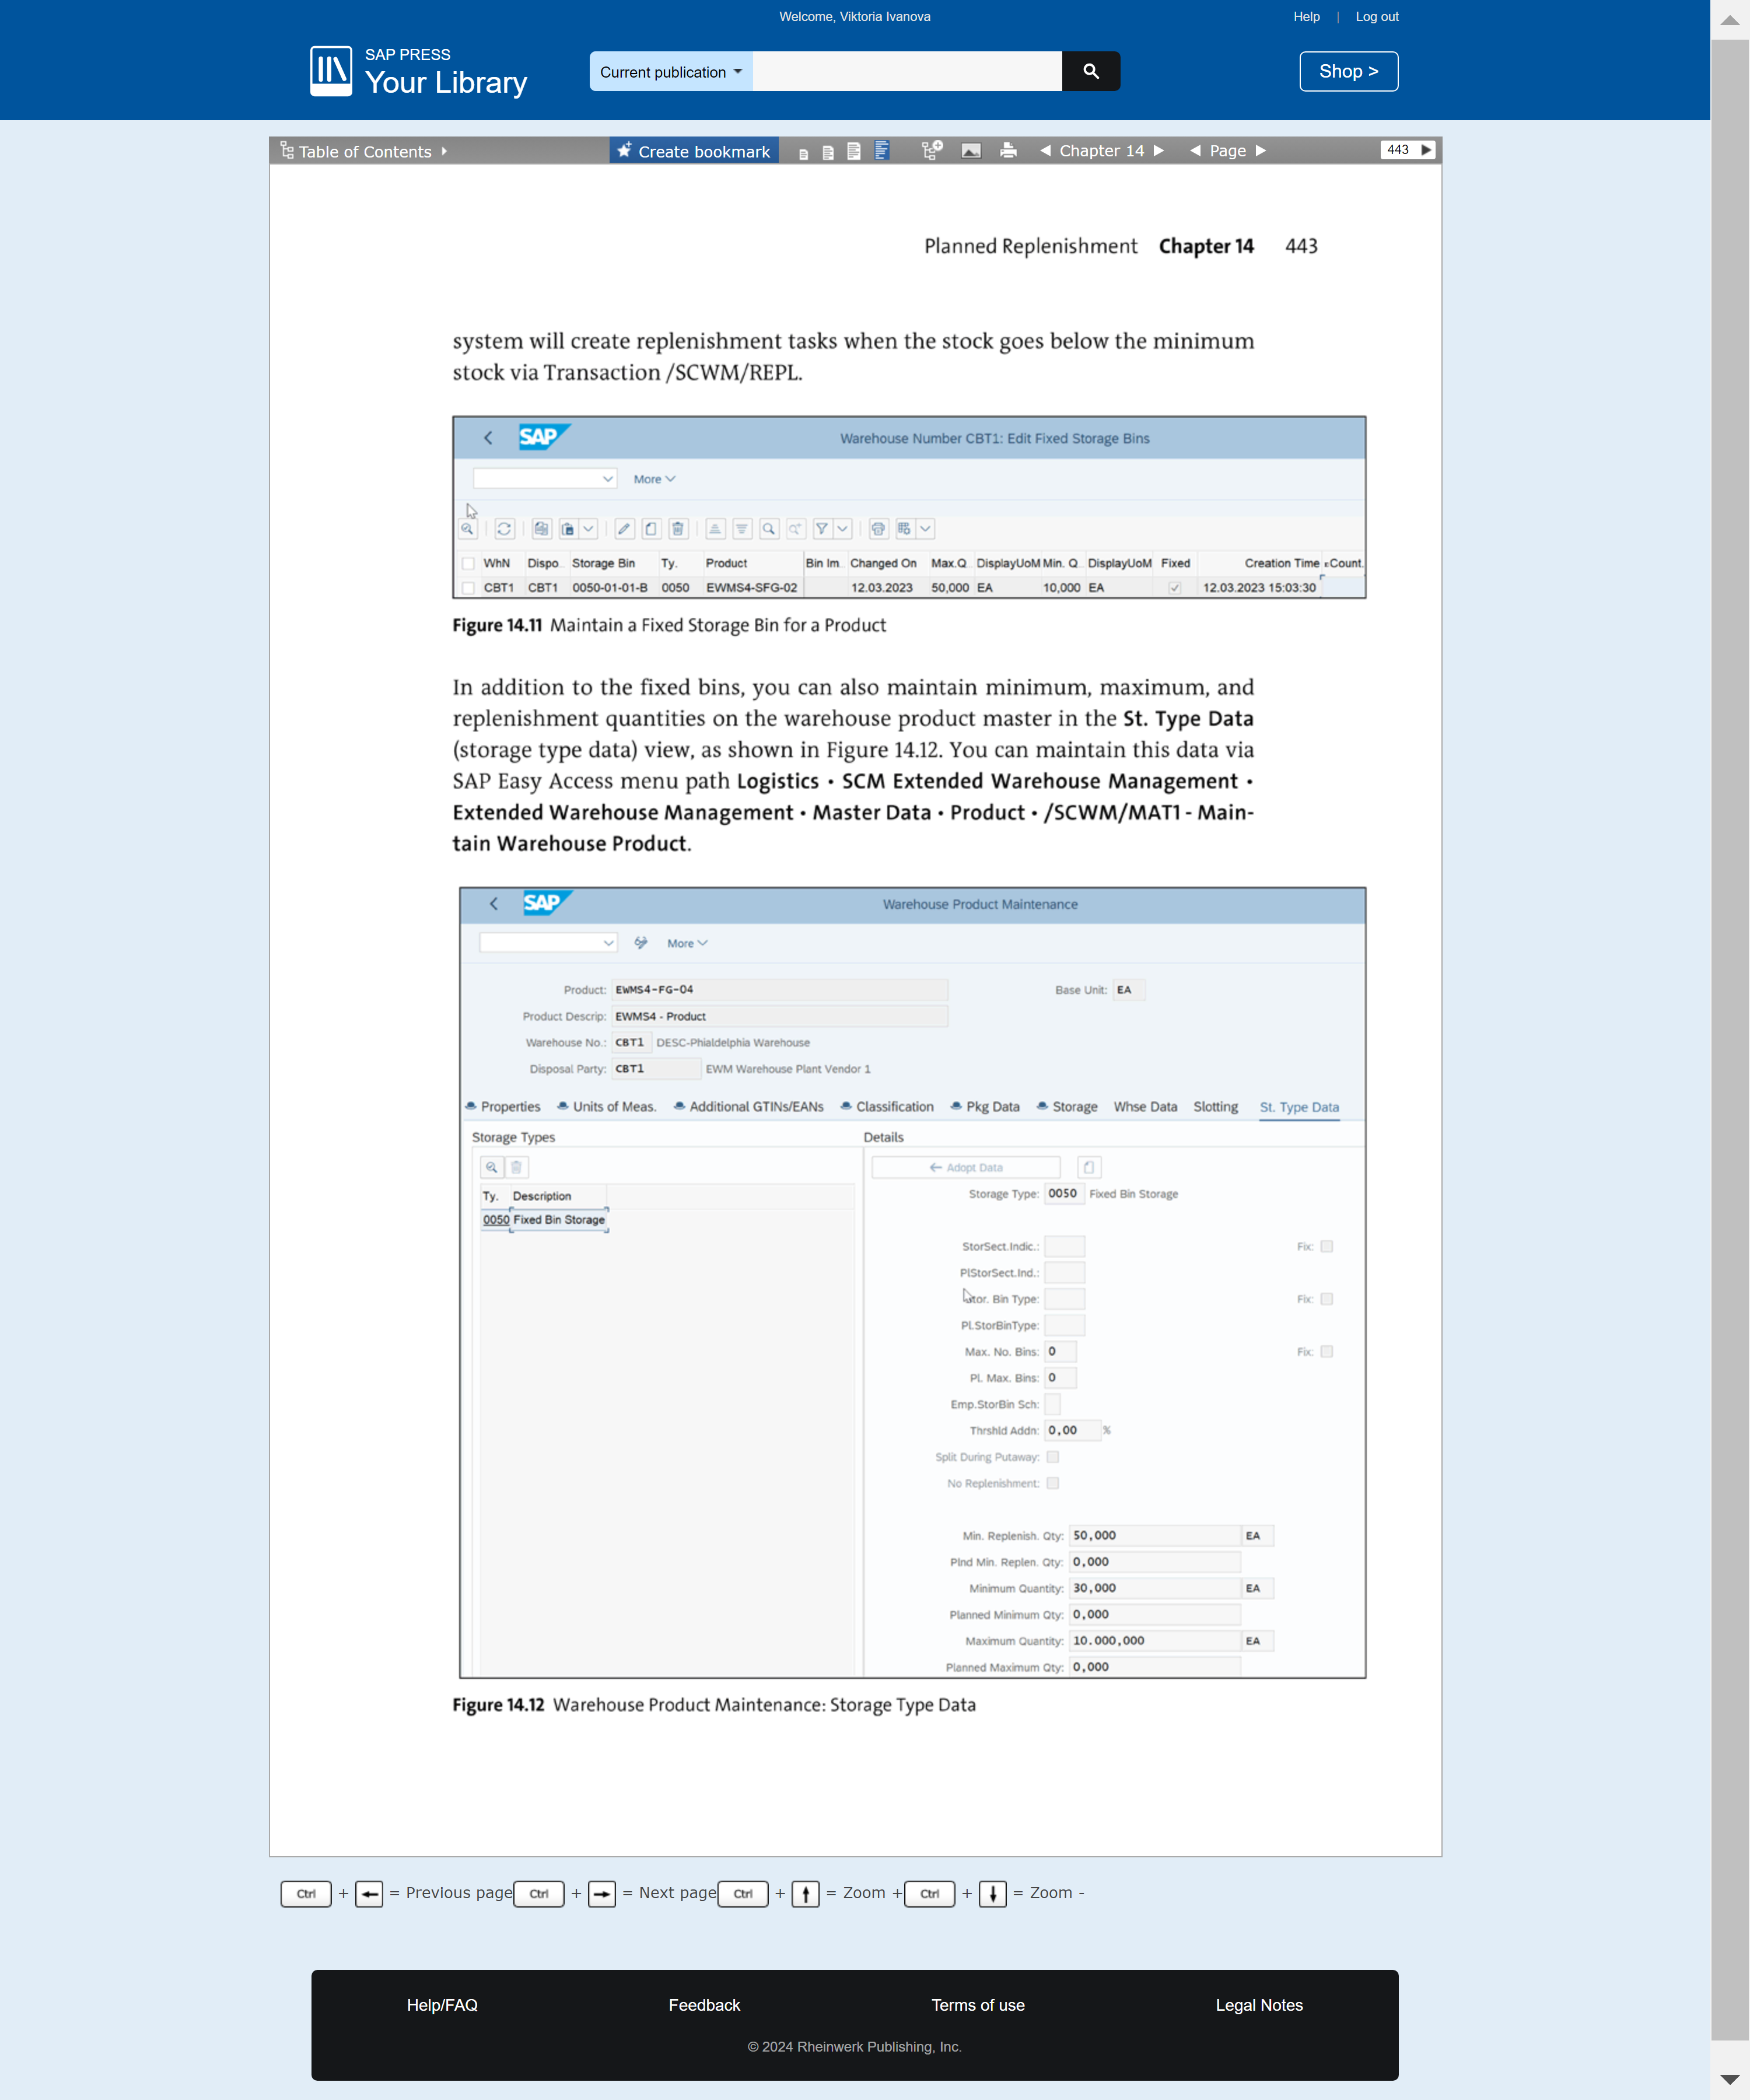 Welcome, Viktoria Ivanova
Help | Log out
SAP PRESS
Your Library
Current publication
Shop >
Table of Contents
Create bookmark
Chapter 14
Page
443
Planned Replenishment Chapter 14 443
system will create replenishment tasks when the stock goes below the minimum
stock via Transaction /SCWM/REPL.
SAP
Warehouse Number CBT1: Edit Fixed Storage Bins
More
WhN Dispo... Storage Bin Ty. Product Bin Im... Changed On Max.Q... DisplayUoM Min. Q... DisplayUoM Fixed Creation Time Count.
CBT1 CBT1 0050-01-01-B 0050 EWMS4-SFG-02 12.03.2023 50,000 EA 10,000 EA 12.03.2023 15:03:30
Figure 14.11 Maintain a Fixed Storage Bin for a Product
In addition to the fixed bins, you can also maintain minimum, maximum, and
replenishment quantities on the warehouse product master in the St. Type Data
(storage type data) view, as shown in Figure 14.12. You can maintain this data via
SAP Easy Access menu path Logistics • SCM Extended Warehouse Management •
Extended Warehouse Management • Master Data • Product • /SCWM/MAT1 - Main-
tain Warehouse Product.
SAP
Warehouse Product Maintenance
More
Product: EWMS4-FG-04 Base Unit: EA
Product Descrip: EWMS4 - Product
Warehouse No.: CBT1 DESC-Phialdelphia Warehouse
Disposal Party: CBT1 EWM Warehouse Plant Vendor 1
Properties Units of Meas. Additional GTINs/EANs Classification Pkg Data Storage Whse Data Slotting St. Type Data
Storage Types
Ty. Description
0050 Fixed Bin Storage
Details
Adopt Data
Storage Type: 0050 Fixed Bin Storage
StorSect.Indic.: Fix:
PlStorSect.Ind.:
Stor. Bin Type: Fix:
Pl.StorBinType:
Max. No. Bins: 0 Fix:
Pl. Max. Bins: 0
Emp.StorBin Sch:
Thrshld Addn: 0,00 %
Split During Putaway:
No Replenishment:
Min. Replenish. Qty: 50,000 EA
Plnd Min. Replen. Qty: 0,000
Minimum Quantity: 30,000 EA
Planned Minimum Qty: 0,000
Maximum Quantity: 10.000,000 EA
Planned Maximum Qty: 0,000
Figure 14.12 Warehouse Product Maintenance: Storage Type Data
Ctrl + ← = Previous page Ctrl + → = Next page Ctrl + ↑ = Zoom + Ctrl + ↓ = Zoom -
Help/FAQ Feedback Terms of use Legal Notes
© 2024 Rheinwerk Publishing, Inc.